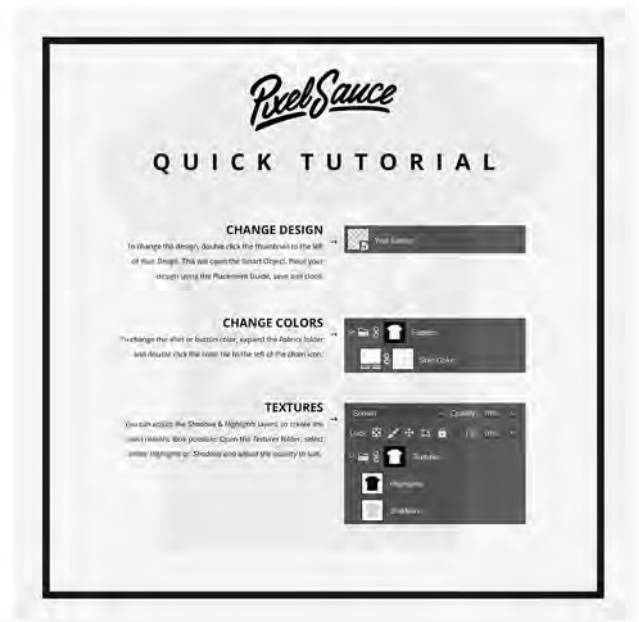 PixelSauce
QUICK TUTORIAL
CHANGE DESIGN
To change the design, double click the thumbnail to the left
of Your Design. This will open the Smart Object. Place your
design using the Placement Guide, save and close.
→
Your Design
CHANGE COLORS
To change the shirt or button color, expand the Fabrics folder
and double click the color tile to the left of the chain icon.
→
Fabrics
Shirt Color
TEXTURES
You can adjust the Shadows & Highlights layers, to create the
most realistic look possible. Open the Textures folder, select
either Highlights or Shadows and adjust the opacity to suit.
→
Screen Opacity:
Lock: Fill:
Textures
Highlights
Shadows